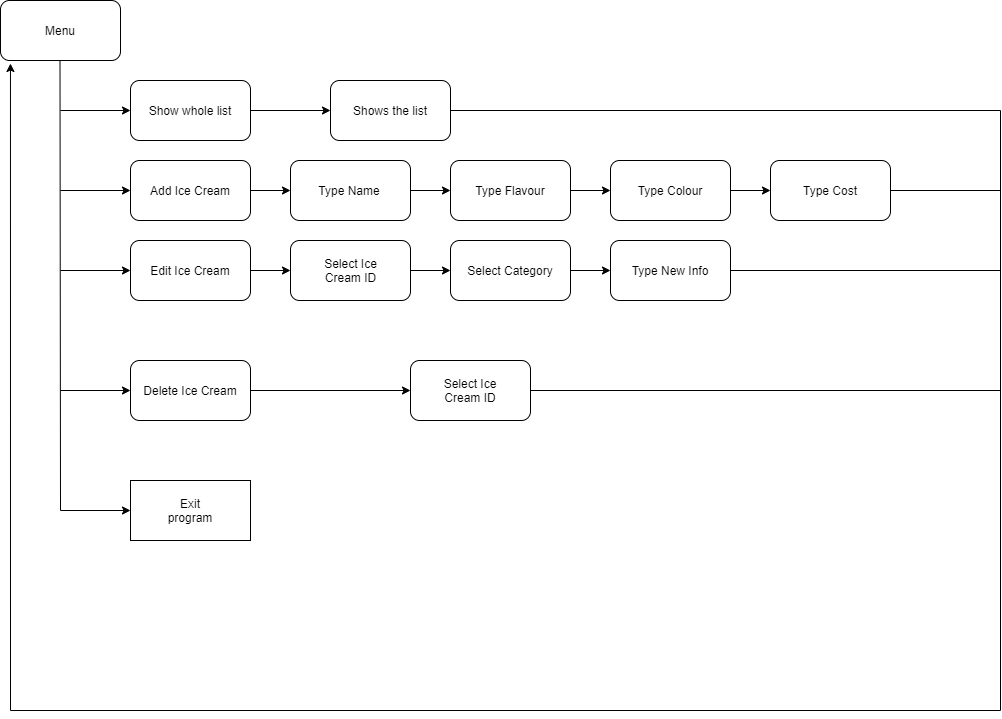 Menu
Show whole list
Shows the list
Add Ice Cream
Type Name
Type Flavour
Type Colour
Type Cost
Edit Ice Cream
Select Ice
Cream ID
Select Category
Type New Info
Delete Ice Cream
Select Ice
Cream ID
Exit
program